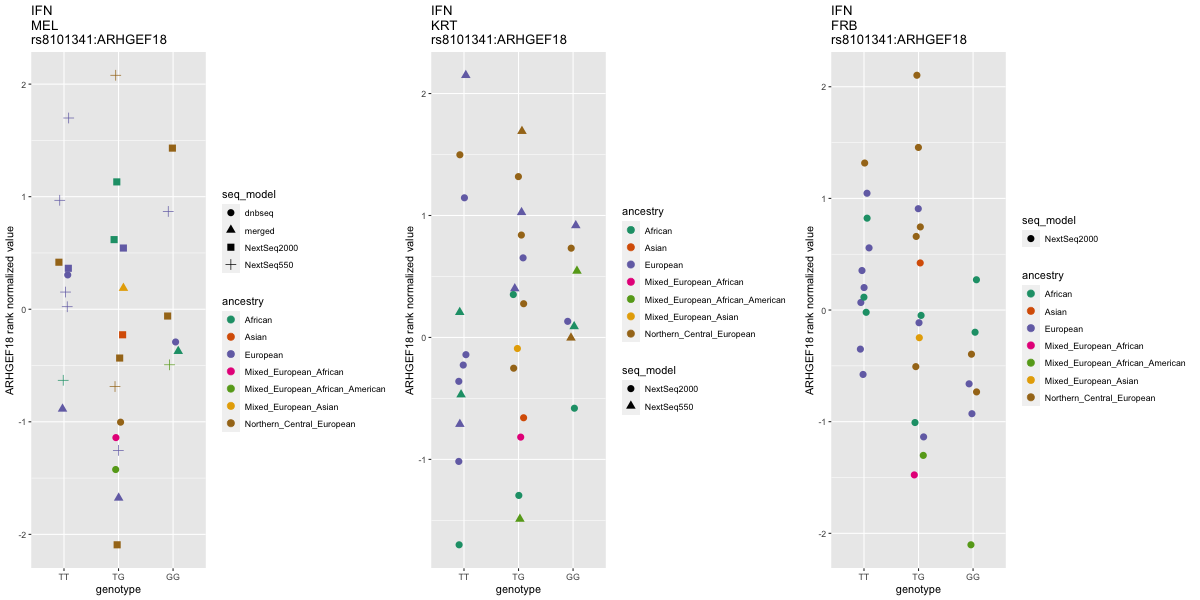 IFN
MEL
rs8101341:ARHGEF18
ARHGEF18 rank normalized value
2
1
0
-1
-2
TT
TG
GG
genotype
seq_model
dnbseq
merged
NextSeq2000
NextSeq550
ancestry
African
Asian
European
Mixed_European_African
Mixed_European_African_American
Mixed_European_Asian
Northern_Central_European
IFN
KRT
rs8101341:ARHGEF18
ARHGEF18 rank normalized value
2
1
0
-1
TT
TG
GG
genotype
ancestry
African
Asian
European
Mixed_European_African
Mixed_European_African_American
Mixed_European_Asian
Northern_Central_European
seq_model
NextSeq2000
NextSeq550
IFN
FRB
rs8101341:ARHGEF18
ARHGEF18 rank normalized value
2
1
0
-1
-2
TT
TG
GG
genotype
seq_model
NextSeq2000
ancestry
African
Asian
European
Mixed_European_African
Mixed_European_African_American
Mixed_European_Asian
Northern_Central_European